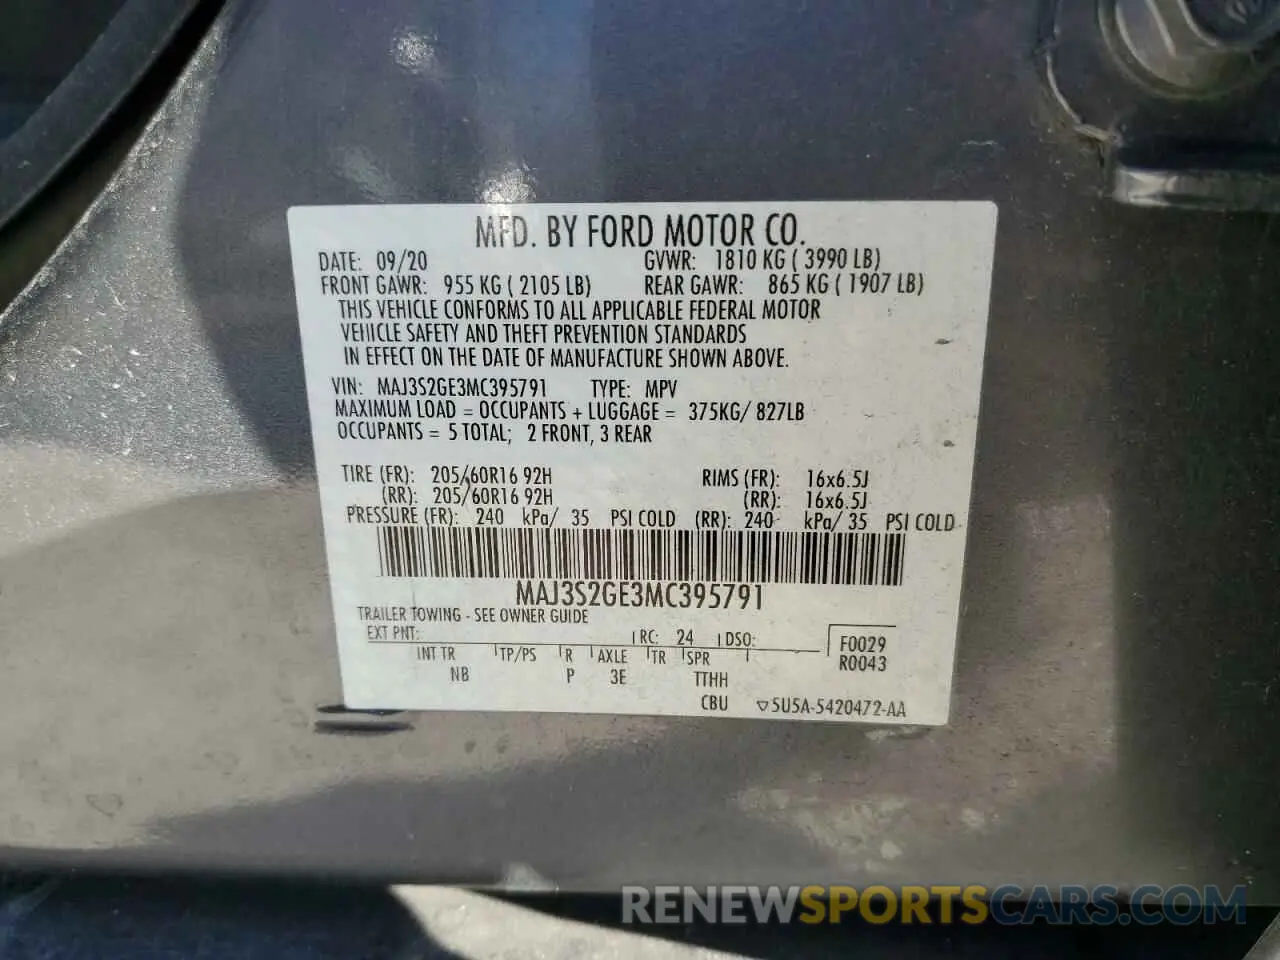 MFD. BY FORD MOTOR CO.
DATE: 09/20 GVWR: 1810 KG ( 3990 LB)
FRONT GAWR: 955 KG ( 2105 LB) REAR GAWR: 865 KG ( 1907 LB)
THIS VEHICLE CONFORMS TO ALL APPLICABLE FEDERAL MOTOR
VEHICLE SAFETY AND THEFT PREVENTION STANDARDS
IN EFFECT ON THE DATE OF MANUFACTURE SHOWN ABOVE.
VIN: MAJ3S2GE3MC395791 TYPE: MPV
MAXIMUM LOAD = OCCUPANTS + LUGGAGE = 375KG/ 827LB
OCCUPANTS = 5 TOTAL; 2 FRONT, 3 REAR
TIRE (FR): 205/60R16 92H RIMS (FR): 16x6.5J
(RR): 205/60R16 92H (RR): 16x6.5J
PRESSURE (FR): 240 kPa/ 35 PSI COLD (RR): 240 kPa/ 35 PSI COLD
MAJ3S2GE3MC395791
TRAILER TOWING - SEE OWNER GUIDE
EXT PNT: RC: 24 DSO: F0029
INT TR TP/PS R AXLE TR SPR R0043
NB P 3E TTHH
CBU ▽5U5A-5420472-AA
RENEWSPORTSCARS.COM